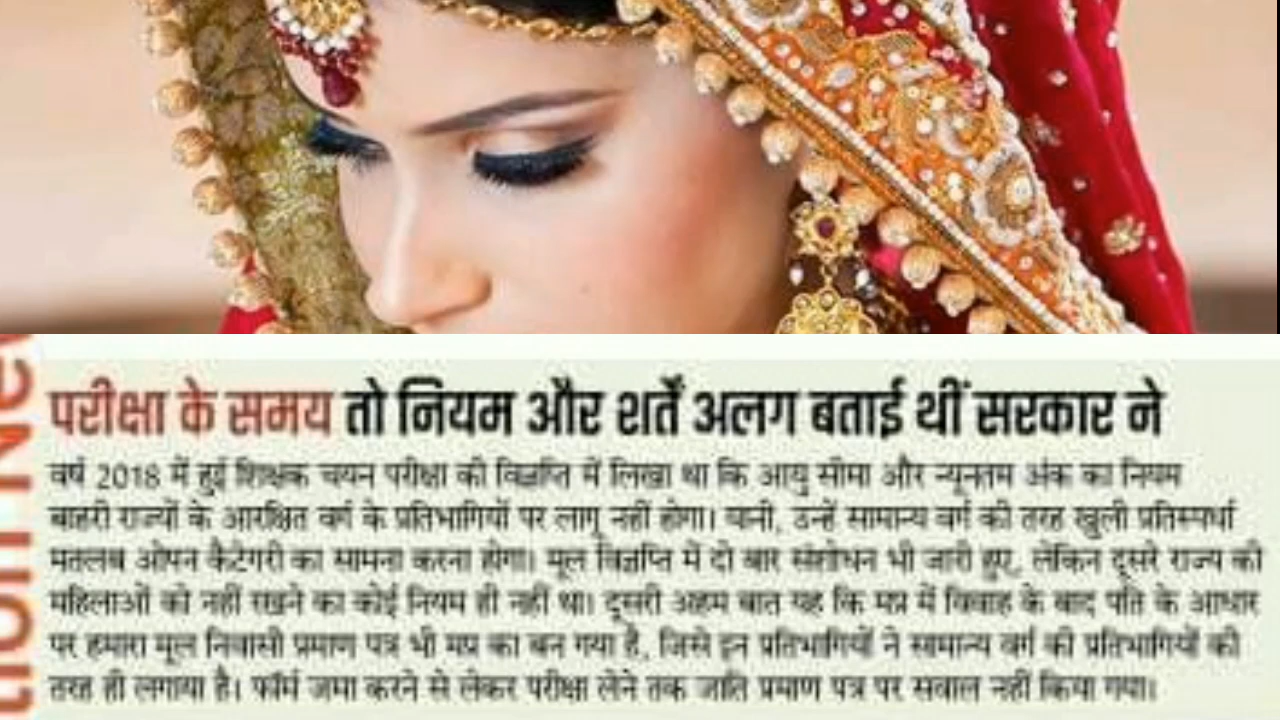 परीक्षा के समय तो नियम और शर्तें अलग बताई थीं सरकार ने
वर्ष 2018 में हुई शिक्षक चयन परीक्षा की विज्ञप्ति में लिखा था कि आयु सीमा और न्यूनतम अंक का नियम
बाहरी राज्यों के आरक्षित वर्ग के प्रतिभागियों पर लागू नहीं होगा। यानी, उन्हें सामान्य वर्ग की तरह खुली प्रतिस्पर्धा
मतलब ओपन कैटेगरी का सामना करना होगा। मूल विज्ञप्ति में दो बार संशोधन भी जारी हुए, लेकिन दूसरे राज्य की
महिलाओं को नहीं रखने का कोई नियम ही नहीं था। दूसरी अहम बात यह कि मप्र में विवाह के बाद पति के आधार
पर हमारा मूल निवासी प्रमाण पत्र भी मप्र का बन गया है, जिसे इन प्रतिभागियों ने सामान्य वर्ग की प्रतिभागियों की
तरह ही लगाया है। फॉर्म जमा करने से लेकर परीक्षा लेने तक जाति प्रमाण पत्र पर सवाल नहीं किया गया।